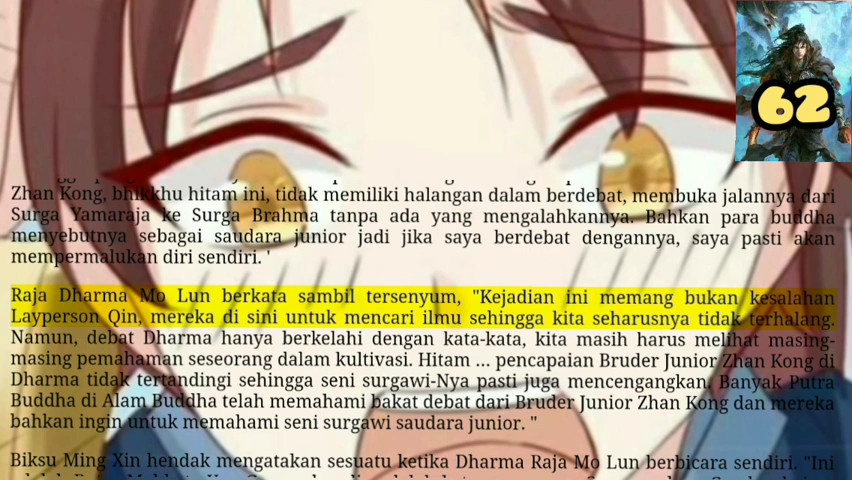 62
Zhan Kong, bhikkhu hitam ini, tidak memiliki halangan dalam berdebat, membuka jalannya dari
Surga Yamaraja ke Surga Brahma tanpa ada yang mengalahkannya. Bahkan para buddha
menyebutnya sebagai saudara junior jadi jika saya berdebat dengannya, saya pasti akan
mempermalukan diri sendiri. '
Raja Dharma Mo Lun berkata sambil tersenyum, "Kejadian ini memang bukan kesalahan
Layperson Qin, mereka di sini untuk mencari ilmu sehingga kita seharusnya tidak terhalang.
Namun, debat Dharma hanya berkelahi dengan kata-kata, kita masih harus melihat masing-
masing pemahaman seseorang dalam kultivasi. Hitam ... pencapaian Bruder Junior Zhan Kong di
Dharma tidak tertandingi sehingga seni surgawi-Nya pasti juga mencengangkan. Banyak Putra
Buddha di Alam Buddha telah memahami bakat debat dari Bruder Junior Zhan Kong dan mereka
bahkan ingin untuk memahami seni surgawi saudara junior. "
Biksu Ming Xin hendak mengatakan sesuatu ketika Dharma Raja Mo Lun berbicara sendiri. "Ini